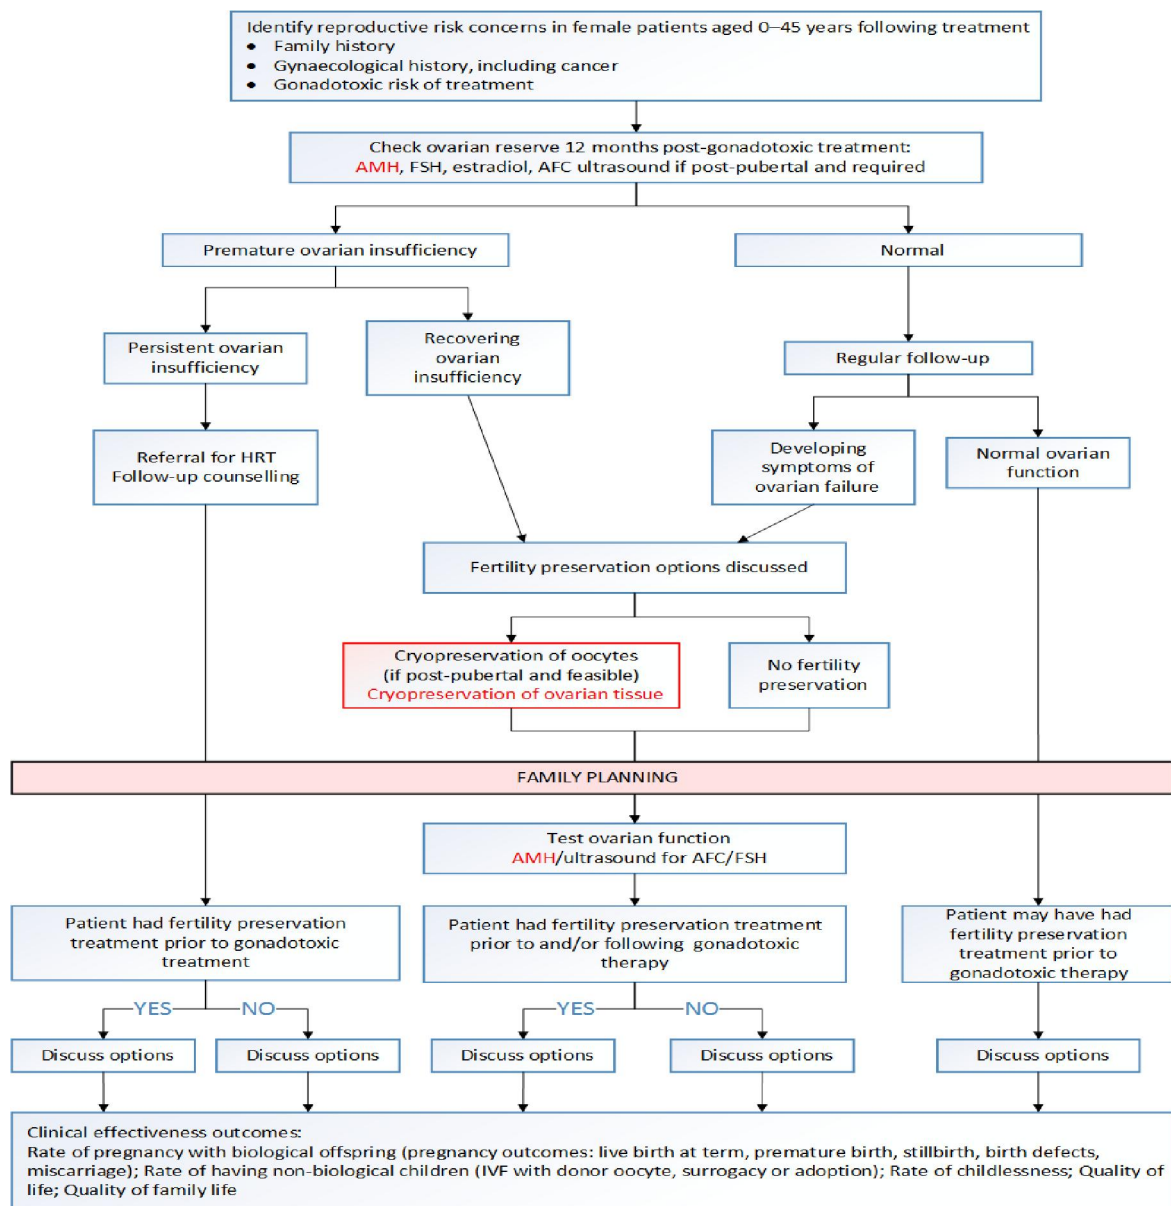 Identify reproductive risk concerns in female patients aged 0–45 years following treatment
● Family history
● Gynaecological history, including cancer
● Gonadotoxic risk of treatment
Check ovarian reserve 12 months post-gonadotoxic treatment:
AMH, FSH, estradiol, AFC ultrasound if post-pubertal and required
Premature ovarian insufficiency
Normal
Persistent ovarian
insufficiency
Recovering
ovarian
insufficiency
Regular follow-up
Referral for HRT
Follow-up counselling
Developing
symptoms of
ovarian failure
Normal ovarian
function
Fertility preservation options discussed
Cryopreservation of oocytes
(if post-pubertal and feasible)
Cryopreservation of ovarian tissue
No fertility
preservation
FAMILY PLANNING
Test ovarian function
AMH/ultrasound for AFC/FSH
Patient had fertility preservation
treatment prior to gonadotoxic
treatment
Patient had fertility preservation treatment
prior to and/or following gonadotoxic
therapy
Patient may have had
fertility preservation
treatment prior to
gonadotoxic therapy
YES
NO
YES
NO
Discuss options
Discuss options
Discuss options
Discuss options
Discuss options
Clinical effectiveness outcomes:
Rate of pregnancy with biological offspring (pregnancy outcomes: live birth at term, premature birth, stillbirth, birth defects,
miscarriage); Rate of having non-biological children (IVF with donor oocyte, surrogacy or adoption); Rate of childlessness; Quality of
life; Quality of family life